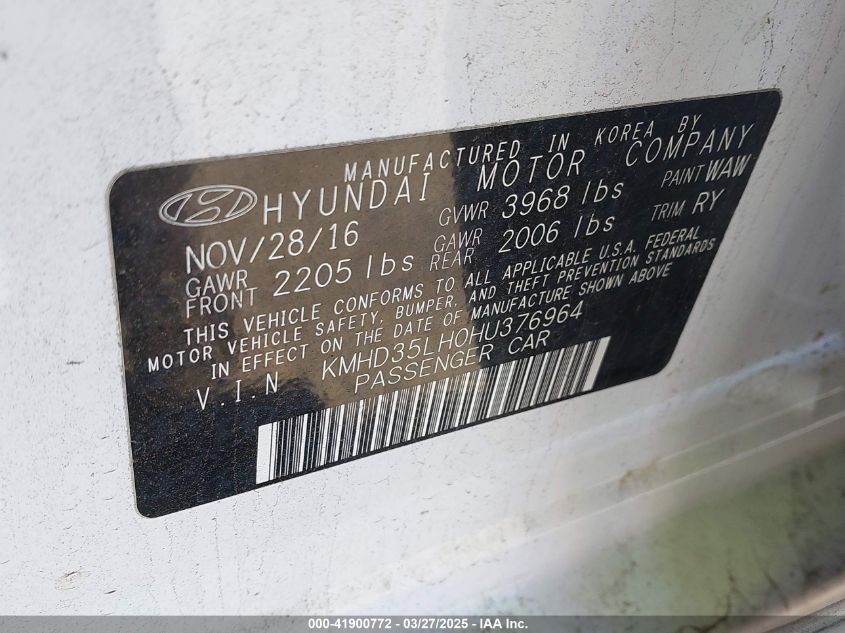 MANUFACTURED IN KOREA BY
HYUNDAI MOTOR COMPANY
NOV/28/16 GVWR 3968 lbs PAINT WAW
GAWR FRONT 2205 lbs GAWR REAR 2006 lbs TRIM RY
THIS VEHICLE CONFORMS TO ALL APPLICABLE U.S.A. FEDERAL
MOTOR VEHICLE SAFETY, BUMPER, AND THEFT PREVENTION STANDARDS
IN EFFECT ON THE DATE OF MANUFACTURE SHOWN ABOVE
V.I.N KMHD35LH0HU376964
PASSENGER CAR
000-41900772 - 03/27/2025 - IAA Inc.